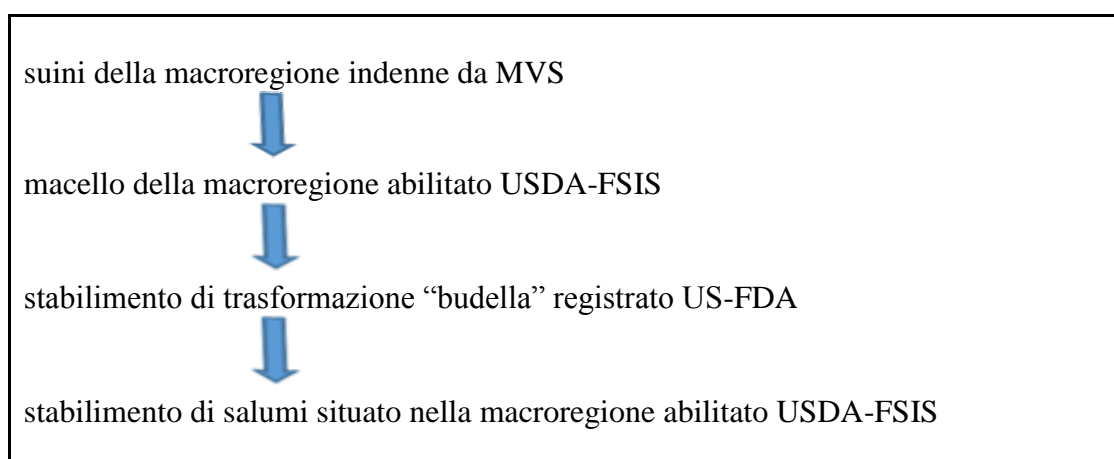 suini della macroregione indenne da MVS
macello della macroregione abilitato USDA-FSIS
stabilimento di trasformazione “budella” registrato US-FDA
stabilimento di salumi situato nella macroregione abilitato USDA-FSIS